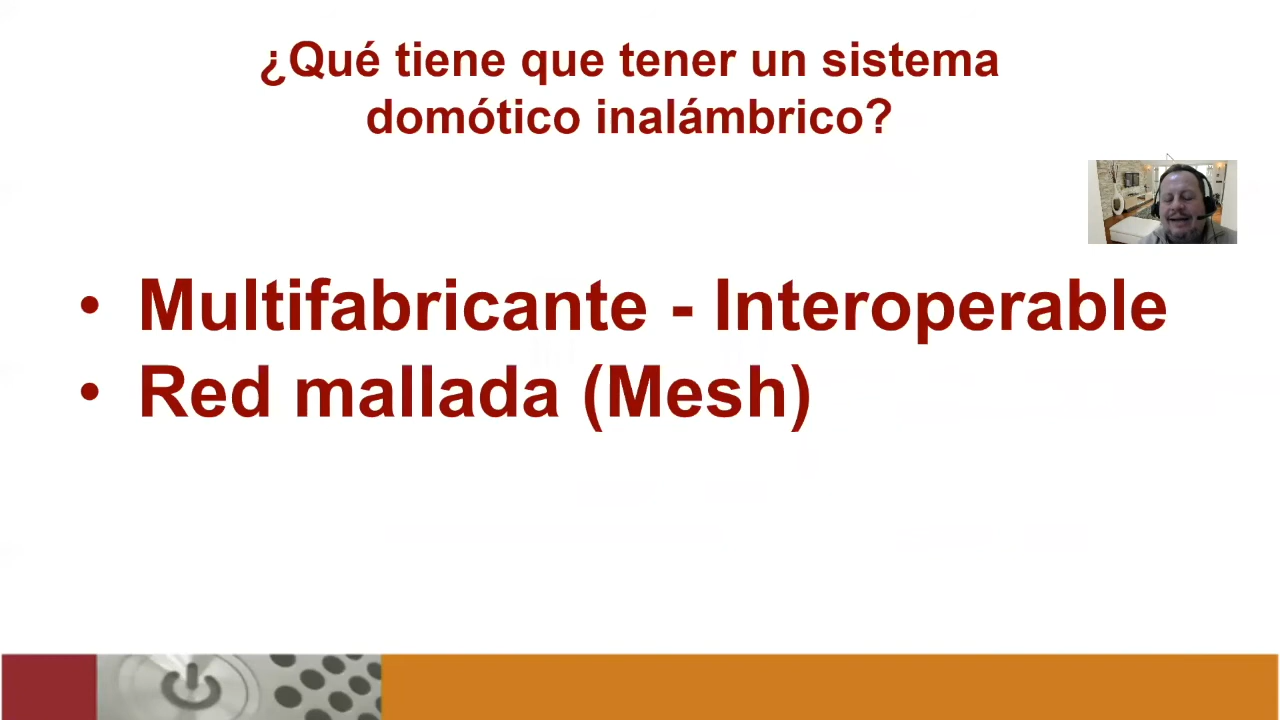 ¿Qué tiene que tener un sistema
domótico inalámbrico?
• Multifabricante - Interoperable
• Red mallada (Mesh)